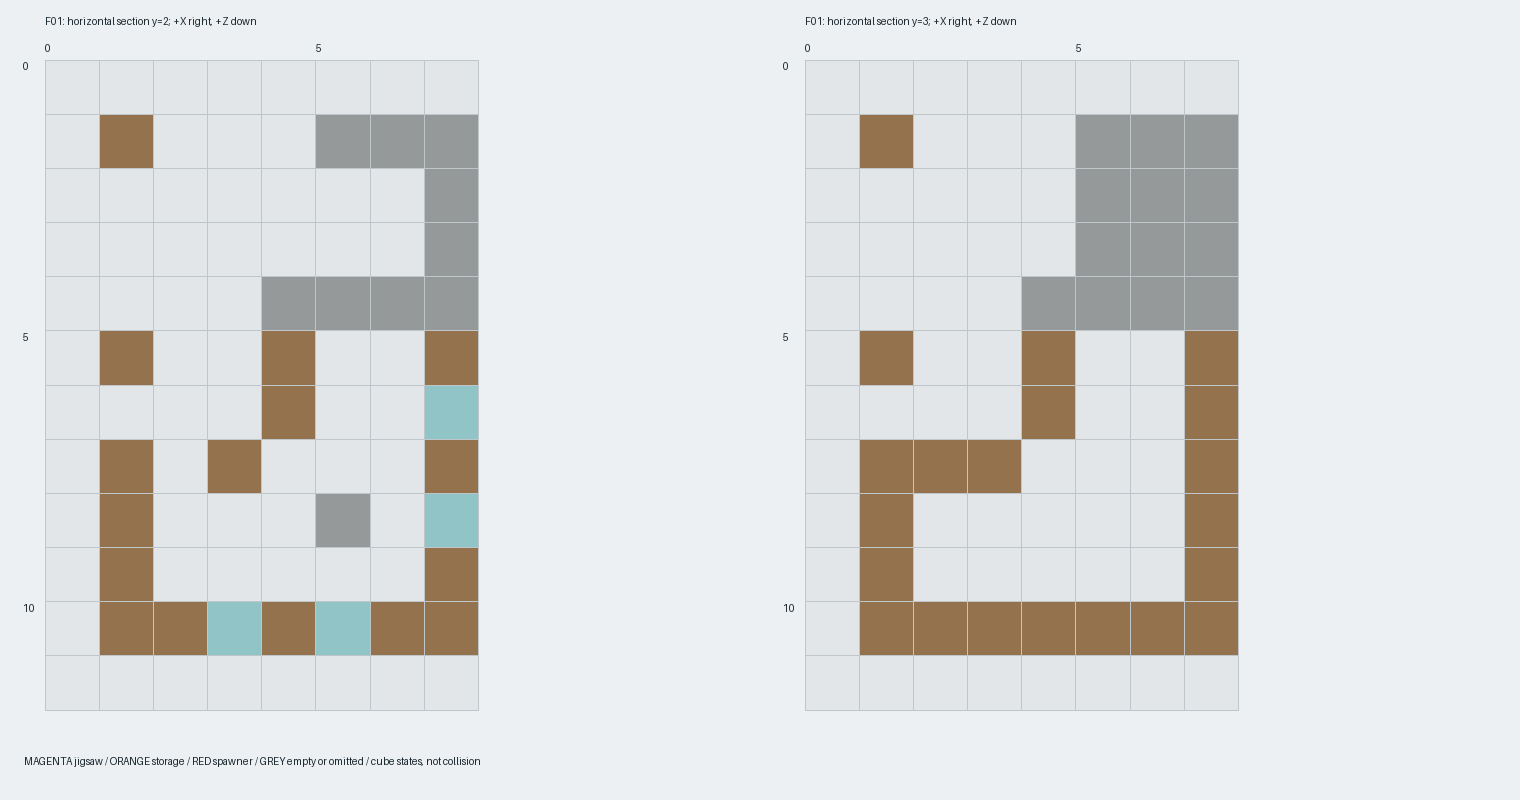 F01: horizontal section y=2; +X right, +Z down
0 5
0
5
10
F01: horizontal section y=3; +X right, +Z down
0 5
0
5
10
MAGENTA jigsaw / ORANGE storage / RED spawner / GREY empty or omitted / cube states, not collision